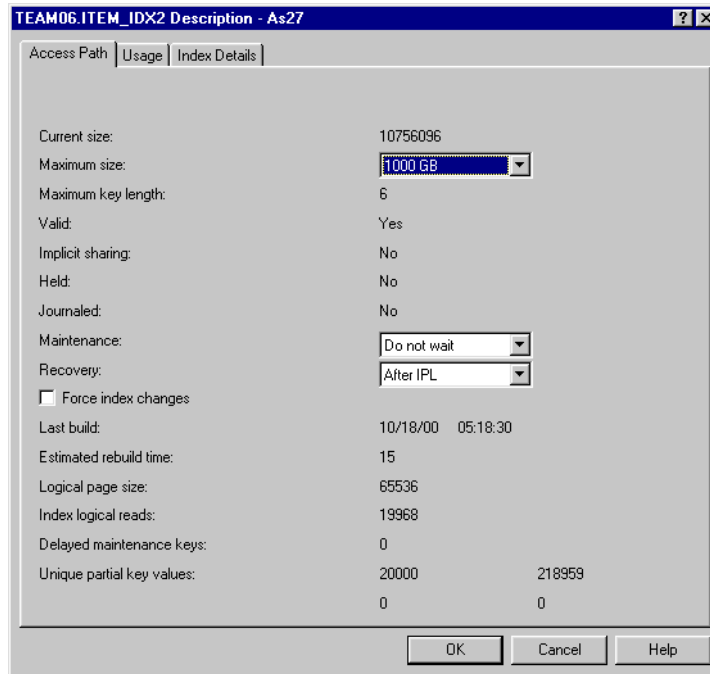 TEAM06.ITEM_IDX2 Description - As27
Access Path Usage Index Details
Current size: 10756096
Maximum size: 1000 GB
Maximum key length: 6
Valid: Yes
Implicit sharing: No
Held: No
Journaled: No
Maintenance: Do not wait
Recovery: After IPL
Force index changes
Last build: 10/18/00 05:18:30
Estimated rebuild time: 15
Logical page size: 65536
Index logical reads: 19968
Delayed maintenance keys: 0
Unique partial key values: 20000 218959
0 0
OK Cancel Help